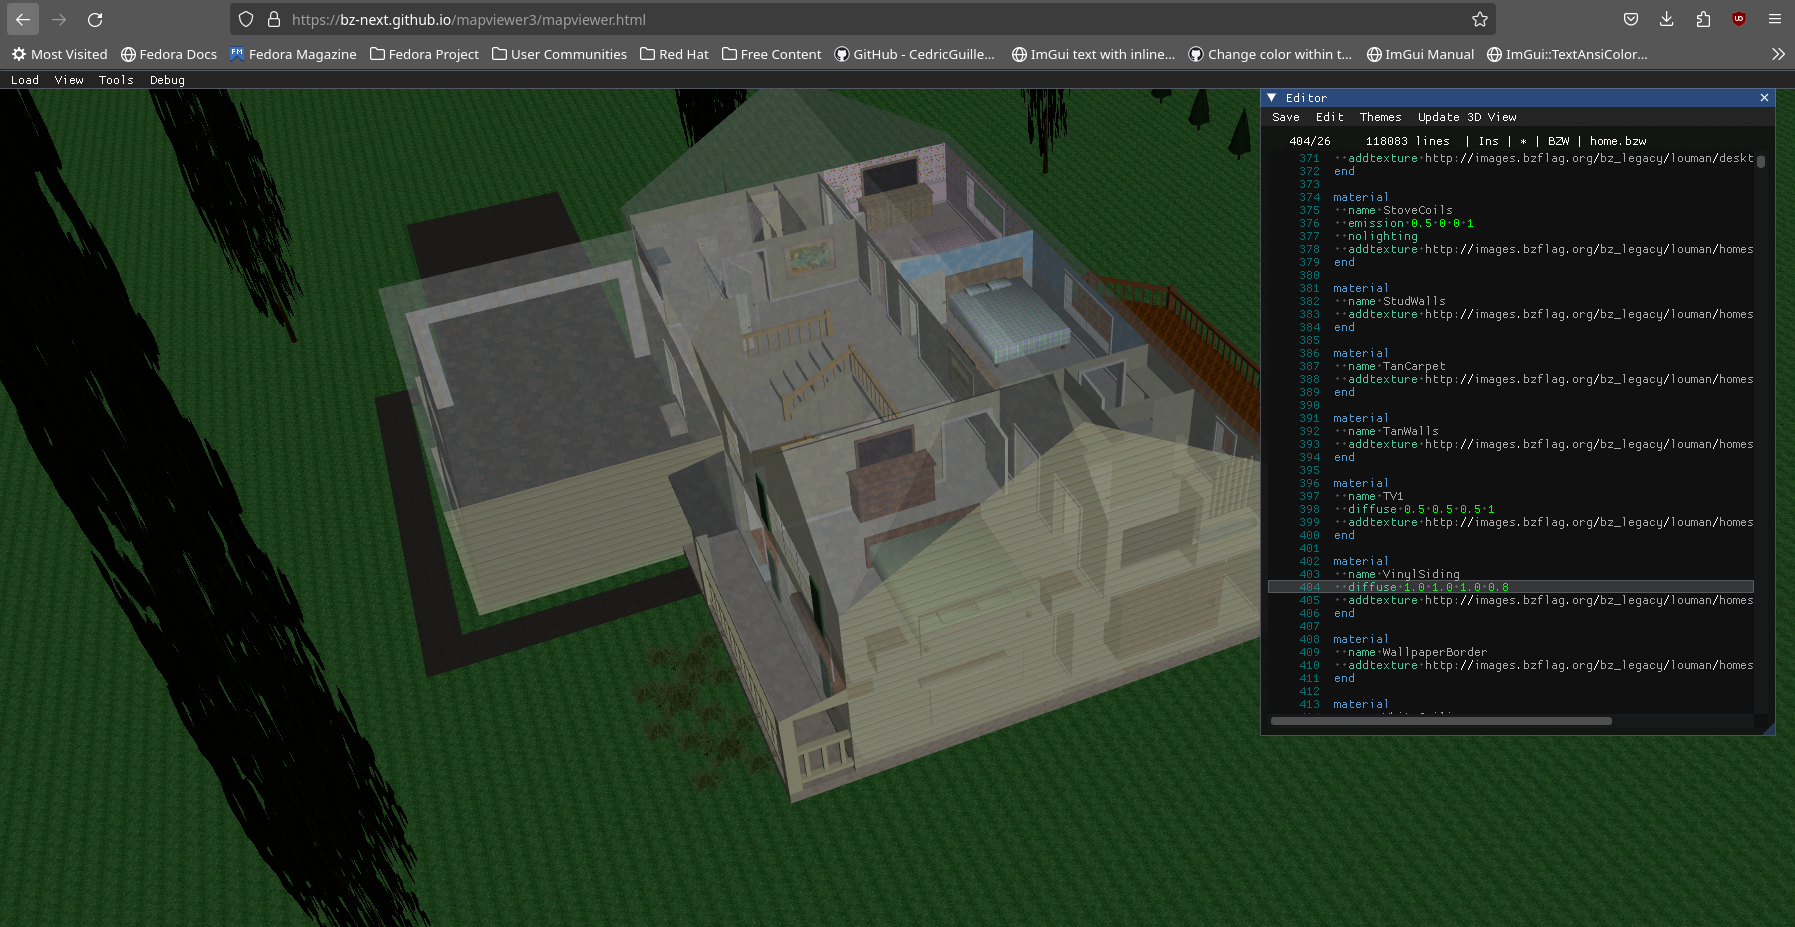 https://bz-next.github.io/mapviewer3/mapviewer.html
Most Visited Fedora Docs Fedora Magazine Fedora Project User Communities Red Hat Free Content GitHub - CedricGuille... ImGui text with inline... Change color within t... ImGui Manual ImGui::TextAnsiColor...
Load View Tools Debug
Editor
Save Edit Themes Update 3D View
404/26 118083 lines | Ins | * | BZW | home.bzw
371 addtexture http://images.bzflag.org/bz_legacy/louman/deskt
372 end
373
374 material
375 name StoveCoils
376 emission 0.5 0 0 1
377 nolighting
378 addtexture http://images.bzflag.org/bz_legacy/louman/homes
379 end
380
381 material
382 name StudWalls
383 addtexture http://images.bzflag.org/bz_legacy/louman/homes
384 end
385
386 material
387 name TanCarpet
388 addtexture http://images.bzflag.org/bz_legacy/louman/homes
389 end
390
391 material
392 name TanWalls
393 addtexture http://images.bzflag.org/bz_legacy/louman/homes
394 end
395
396 material
397 name TV1
398 diffuse 0.5 0.5 0.5 1
399 addtexture http://images.bzflag.org/bz_legacy/louman/homes
400 end
401
402 material
403 name VinylSiding
404 diffuse 1.0 1.0 1.0 0.8
405 addtexture http://images.bzflag.org/bz_legacy/louman/homes
406 end
407
408 material
409 name WallpaperBorder
410 addtexture http://images.bzflag.org/bz_legacy/louman/homes
411 end
412
413 material